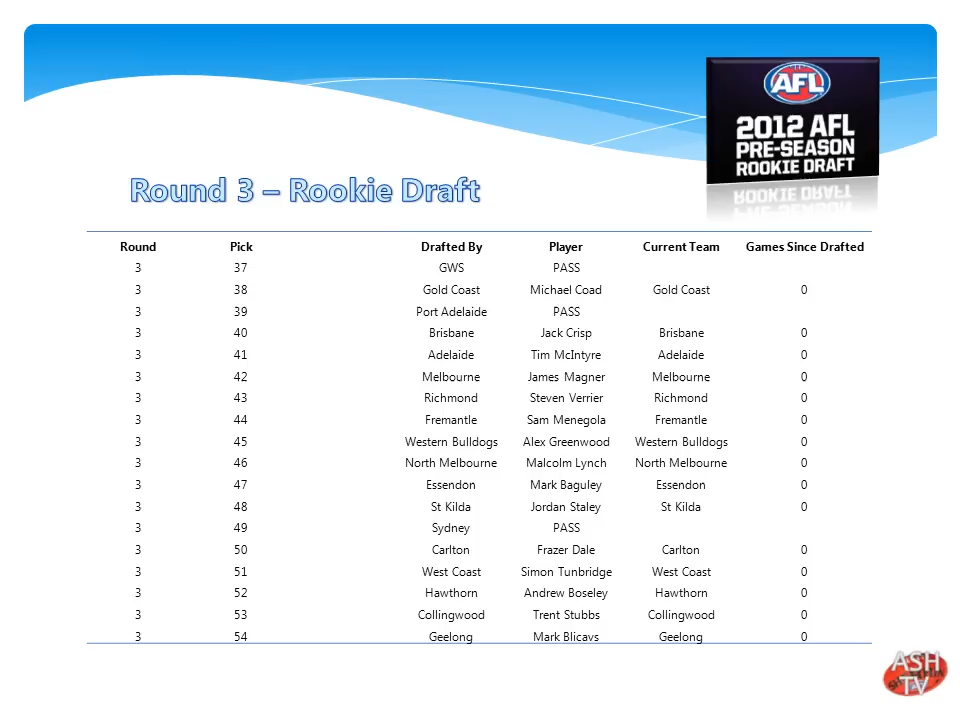 AFL
2012 AFL
PRE-SEASON
ROOKIE DRAFT
Round 3 – Rookie Draft
Round Pick Drafted By Player Current Team Games Since Drafted
3 37 GWS PASS
3 38 Gold Coast Michael Coad Gold Coast 0
3 39 Port Adelaide PASS
3 40 Brisbane Jack Crisp Brisbane 0
3 41 Adelaide Tim McIntyre Adelaide 0
3 42 Melbourne James Magner Melbourne 0
3 43 Richmond Steven Verrier Richmond 0
3 44 Fremantle Sam Menegola Fremantle 0
3 45 Western Bulldogs Alex Greenwood Western Bulldogs 0
3 46 North Melbourne Malcolm Lynch North Melbourne 0
3 47 Essendon Mark Baguley Essendon 0
3 48 St Kilda Jordan Staley St Kilda 0
3 49 Sydney PASS
3 50 Carlton Frazer Dale Carlton 0
3 51 West Coast Simon Tunbridge West Coast 0
3 52 Hawthorn Andrew Boseley Hawthorn 0
3 53 Collingwood Trent Stubbs Collingwood 0
3 54 Geelong Mark Blicavs Geelong 0
ASH
TV